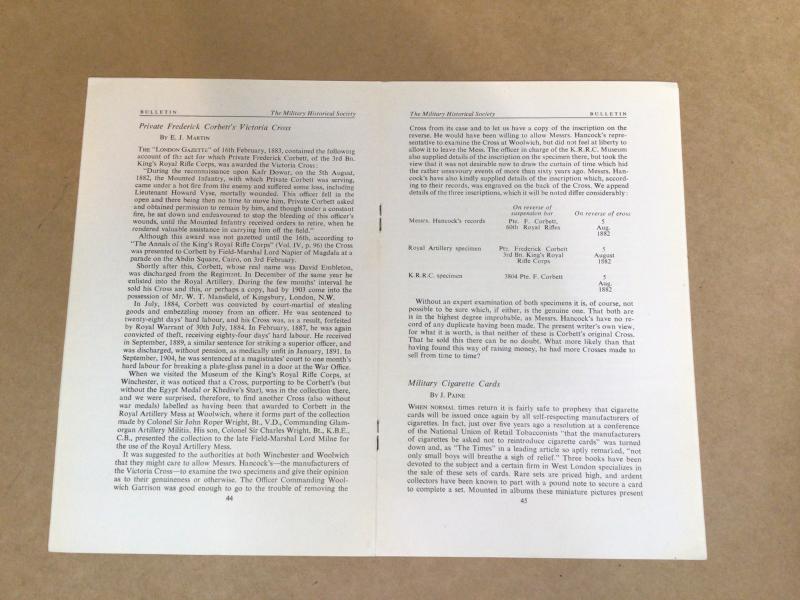 BULLETIN The Military Historical Society
Private Frederick Corbett's Victoria Cross
By E. J. MARTIN
THE "LONDON GAZETTE" of 16th February, 1883, contained the following
account of the act for which Private Frederick Corbett, of the 3rd Bn.
King's Royal Rifle Corps, was awarded the Victoria Cross:
"During the reconnaissance upon Kafr Dowar, on the 5th August,
1882, the Mounted Infantry, with which Private Corbett was serving,
came under a hot fire from the enemy and suffered some loss, including
Lieutenant Howard Vyse, mortally wounded. This officer fell in the
open and there being then no time to move him, Private Corbett asked
and obtained permission to remain by him, and though under a constant
fire, he sat down and endeavoured to stop the bleeding of this officer's
wounds, until the Mounted Infantry received orders to retire, when he
rendered valuable assistance in carrying him off the field."
Although this award was not gazetted until the 16th, according to
"The Annals of the King's Royal Rifle Corps" (Vol. IV, p. 96) the Cross
was presented to Corbett by Field-Marshal Lord Napier of Magdala at a
parade on the Abdin Square, Cairo, on 3rd February.
Shortly after this, Corbett, whose real name was David Embleton,
was discharged from the Regiment. In December of the same year he
enlisted into the Royal Artillery. During the few months' interval he
sold his Cross and this, or perhaps a copy, had by 1903 come into the
possession of Mr. W. T. Mansfield, of Kingsbury, London, N.W.
In July, 1884, Corbett was convicted by court-martial of stealing
goods and embezzling money from an officer. He was sentenced to
twenty-eight days' hard labour, and his Cross was, as a result, forfeited
by Royal Warrant of 30th July, 1884. In February, 1887, he was again
convicted of theft, receiving eighty-four days' hard labour. He received
in September, 1889, a similar sentence for striking a superior officer, and
was discharged, without pension, as medically unfit in January, 1891. In
September, 1904, he was sentenced at a magistrates' court to one month's
hard labour for breaking a plate-glass panel in a door at the War Office.
When we visited the Museum of the King's Royal Rifle Corps, at
Winchester, it was noticed that a Cross, purporting to be Corbett's (but
without the Egypt Medal or Khedive's Star), was in the collection there,
and we were surprised, therefore, to find another Cross (also without
war medals) labelled as having been that awarded to Corbett in the
Royal Artillery Mess at Woolwich, where it forms part of the collection
made by Colonel Sir John Roper Wright, Bt., V.D., Commanding Glam-
organ Artillery Militia. His son, Colonel Sir Charles Wright, Bt., K.B.E.,
C.B., presented the collection to the late Field-Marshal Lord Milne for
the use of the Royal Artillery Mess.
It was suggested to the authorities at both Winchester and Woolwich
that they might care to allow Messrs. Hancock's—the manufacturers of
the Victoria Cross—to examine the two specimens and give their opinion
as to their genuineness or otherwise. The Officer Commanding Wool-
wich Garrison was good enough to go to the trouble of removing the
44
The Military Historical Society BULLETIN
Cross from its case and to let us have a copy of the inscription on the
reverse. He would have been willing to allow Messrs. Hancock's repre-
sentative to examine the Cross at Woolwich, but did not feel at liberty to
allow it to leave the Mess. The officer in charge of the K.R.R.C. Museum
also supplied details of the inscription on the specimen there, but took the
view that it was not desirable now to draw the curtain of time which hid
the rather unsavoury events of more than sixty years ago. Messrs. Han-
cock's have also kindly supplied details of the inscription which, accord-
ing to their records, was engraved on the back of the Cross. We append
details of the three inscriptions, which it will be noted differ considerably:
On reverse of suspension bar On reverse of cross
Messrs. Hancock's records Pte. F. Corbett, 5
60th Royal Rifles Aug.
1882
Royal Artillery specimen Pte. Frederick Corbett 5
3rd Bn. King's Royal August
Rifle Corps 1882
K.R.R.C. specimen 3804 Pte. F. Corbett 5
Aug.
1882
Without an expert examination of both specimens it is, of course, not
possible to be sure which, if either, is the genuine one. That both are
is in the highest degree improbable, as Messrs. Hancock's have no re-
cord of any duplicate having been made. The present writer's own view,
for what it is worth, is that neither of these is Corbett's original Cross.
That he sold this there can be no doubt. What more likely than that
having found this way of raising money, he had more Crosses made to
sell from time to time?
Military Cigarette Cards
By J. PAINE
WHEN NORMAL times return it is fairly safe to prophesy that cigarette
cards will be issued once again by all self-respecting manufacturers of
cigarettes. In fact, just over five years ago a resolution at a conference
of the National Union of Retail Tobacconists "that the manufacturers
of cigarettes be asked not to reintroduce cigarette cards" was turned
down and, as "The Times" in a leading article so aptly remarked, "not
only small boys will breathe a sigh of relief." Three books have been
devoted to the subject and a certain firm in West London specializes in
the sale of these sets of cards. Rare sets are priced high, and ardent
collectors have been known to part with a pound note to secure a card
to complete a set. Mounted in albums these miniature pictures present
45